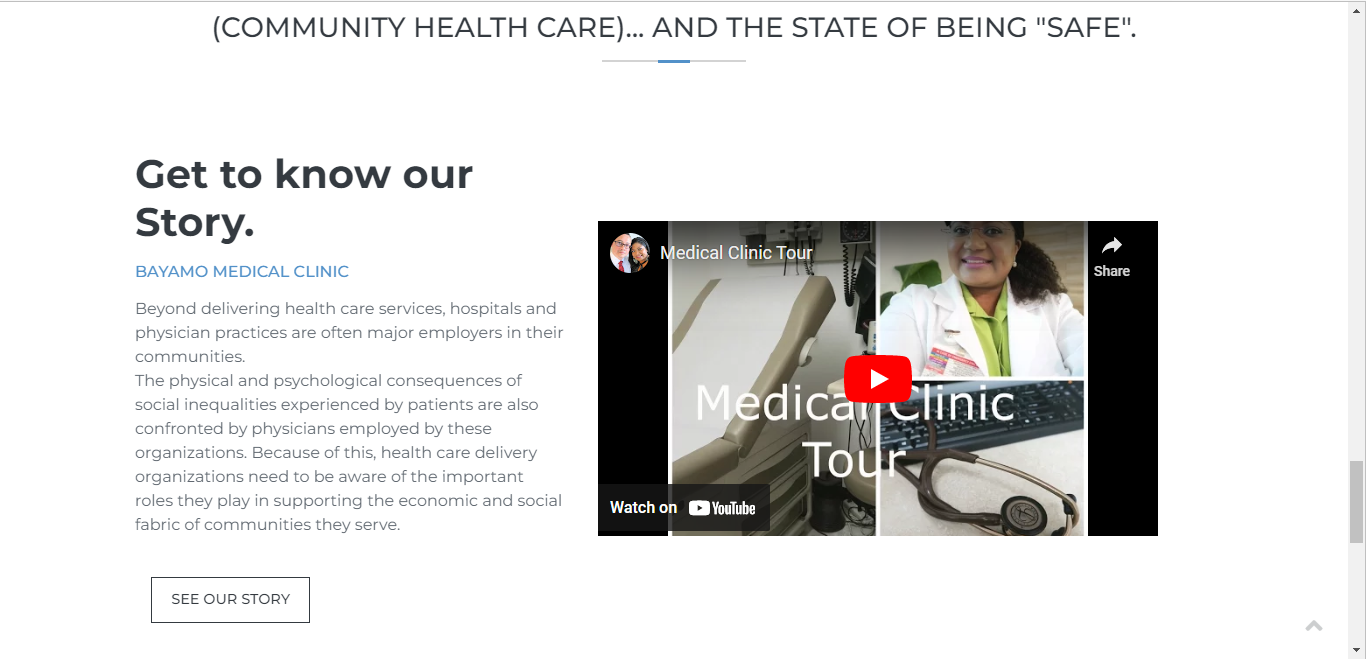 (COMMUNITY HEALTH CARE)... AND THE STATE OF BEING "SAFE".
Get to know our
Story.
BAYAMO MEDICAL CLINIC
Beyond delivering health care services, hospitals and
physician practices are often major employers in their
communities.
The physical and psychological consequences of
social inequalities experienced by patients are also
confronted by physicians employed by these
organizations. Because of this, health care delivery
organizations need to be aware of the important
roles they play in supporting the economic and social
fabric of communities they serve.
SEE OUR STORY
Medical Clinic Tour
Share
Medical Clinic
Tour
Watch on YouTube